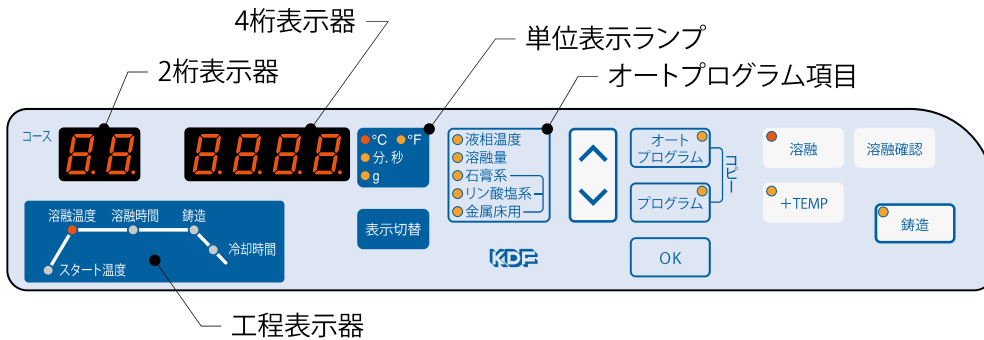 4桁表示器
2桁表示器
単位表示ランプ
オートプログラム項目
コース
8.8.
8.8.8.8.
°C °F
分.秒
g
表示切替
液相温度
溶融量
石膏系
リン酸塩系
金属床用
オート
プログラム
プログラム
コピー
OK
溶融
溶融確認
+TEMP
鋳造
溶融温度 溶融時間 鋳造
冷却時間
スタート温度
KDF
工程表示器